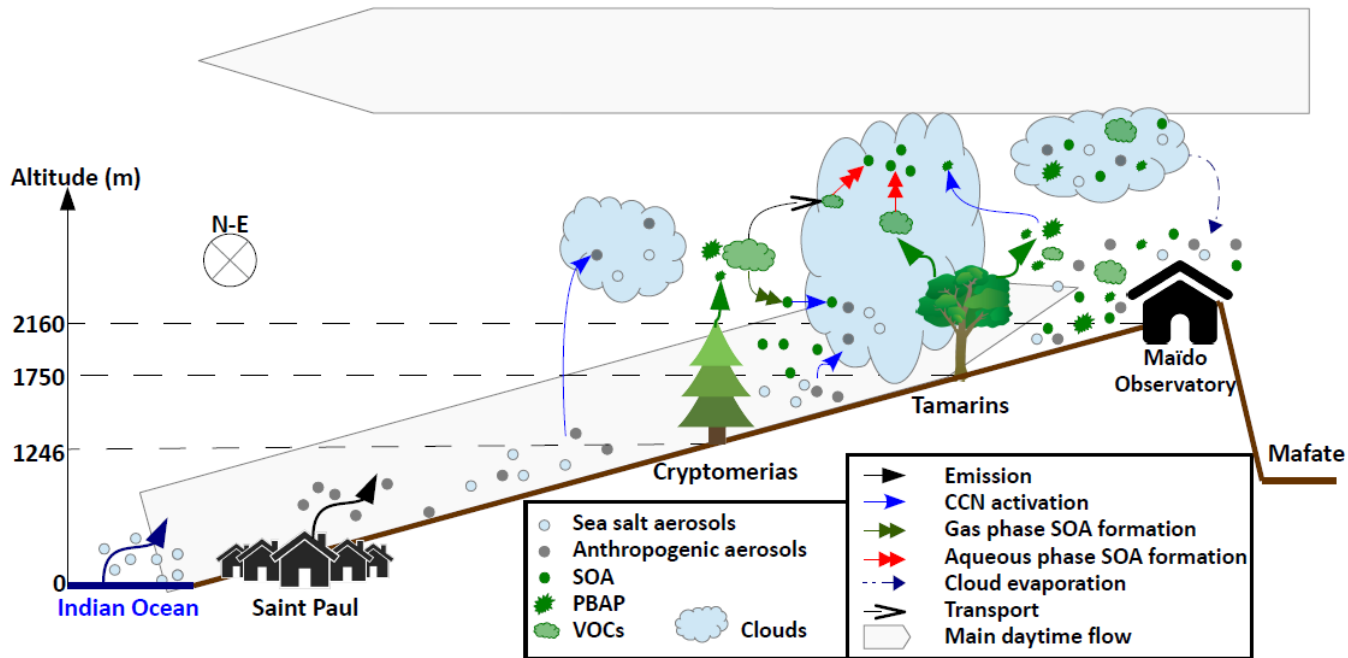 Altitude (m)
N-E
2160
1750
1246
0
Indian Ocean
Saint Paul
Cryptomerias
Tamarins
Maïdo
Observatory
Mafate
Sea salt aerosols
Anthropogenic aerosols
SOA
PBAP
VOCs
Clouds
Emission
CCN activation
Gas phase SOA formation
Aqueous phase SOA formation
Cloud evaporation
Transport
Main daytime flow